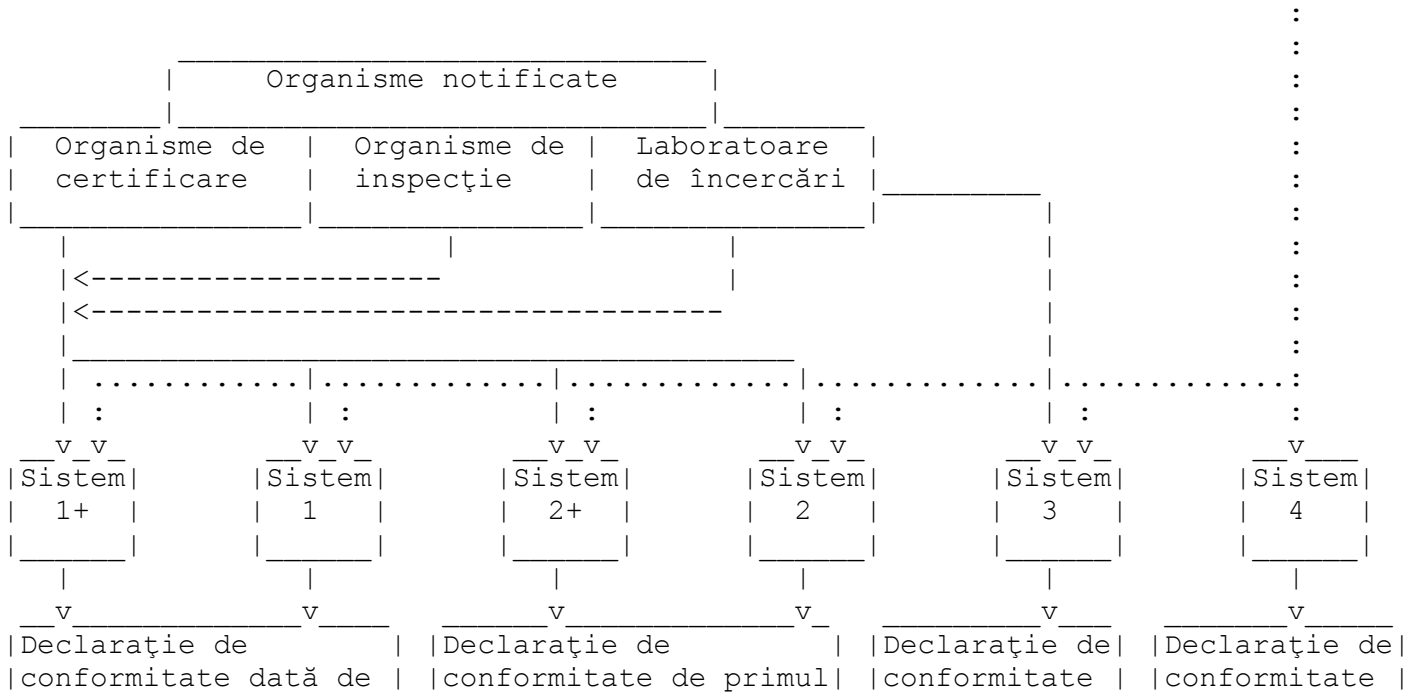 Organisme notificate
Organisme de Organisme de Laboratoare
certificare inspecţie de încercări
Sistem Sistem Sistem Sistem Sistem Sistem
1+ 1 2+ 2 3 4
Declaraţie de Declaraţie de Declaraţie de Declaraţie de
conformitate dată de conformitate de primul conformitate conformitate